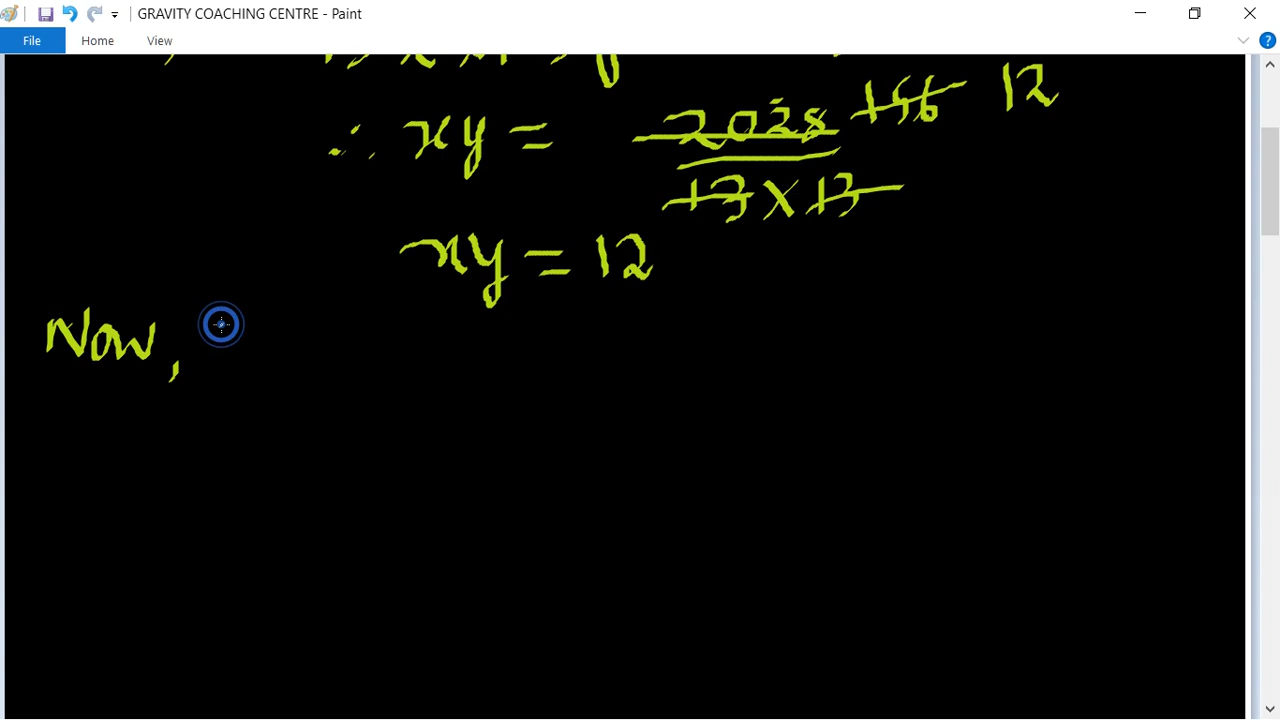 GRAVITY COACHING CENTRE - Paint
File Home View
2028 156 12
∴ xy =
13 × 13
xy = 12
Now,